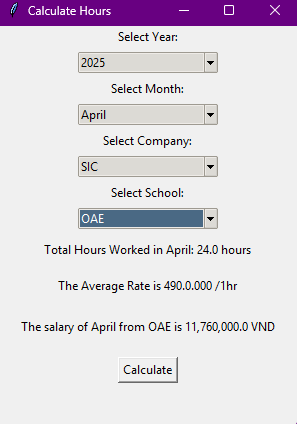 Calculate Hours
Select Year:
2025
Select Month:
April
Select Company:
SIC
Select School:
OAE
Total Hours Worked in April: 24.0 hours
The Average Rate is 490.0.000 /1hr
The salary of April from OAE is 11,760,000.0 VND
Calculate